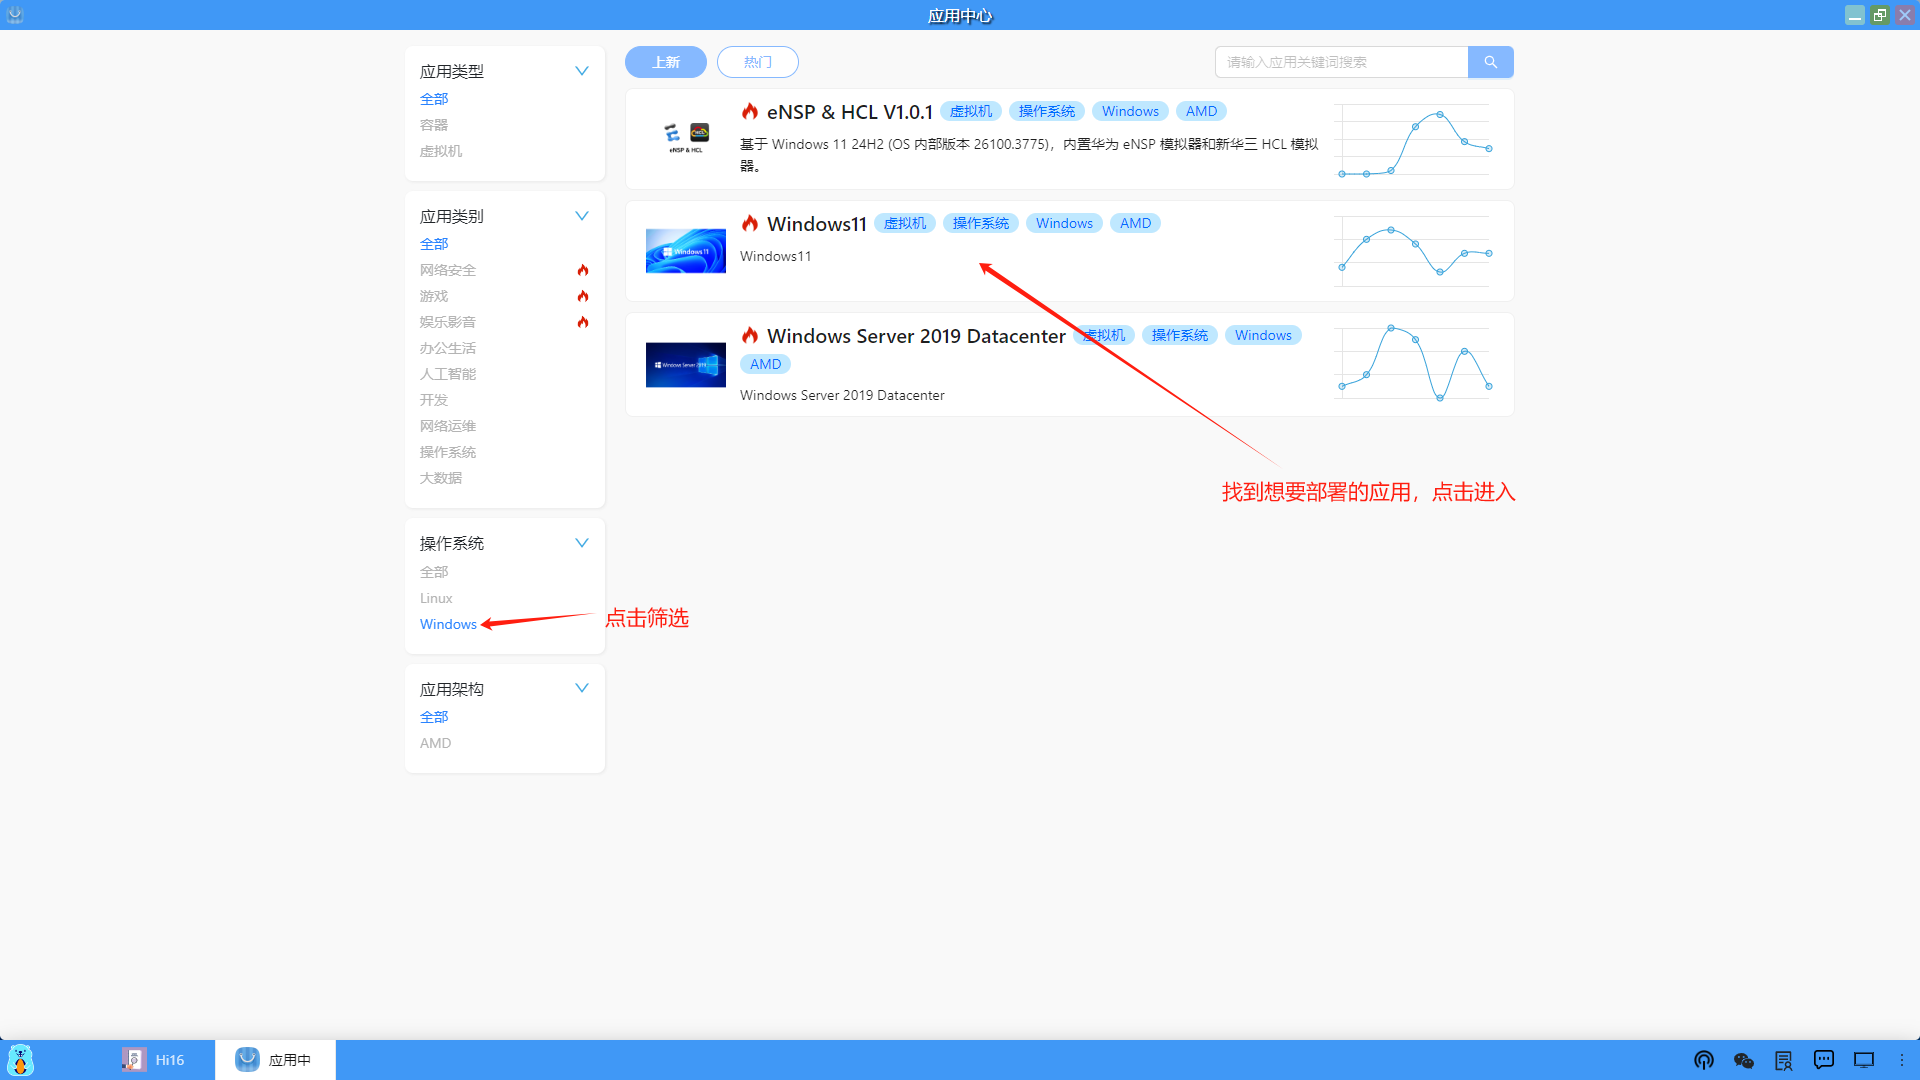 应用中心
应用类型
全部
容器
虚拟机
应用类别
全部
网络安全
游戏
娱乐影音
办公生活
人工智能
开发
网络运维
操作系统
大数据
操作系统
全部
Linux
Windows
点击筛选
应用架构
全部
AMD
上新 热门 请输入应用关键词搜索
eNSP & HCL
eNSP & HCL V1.0.1 虚拟机 操作系统 Windows AMD
基于 Windows 11 24H2 (OS 内部版本 26100.3775)，内置华为 eNSP 模拟器和新华三 HCL 模拟
器。
Windows 11
Windows11 虚拟机 操作系统 Windows AMD
Windows11
Windows Server 2019
Windows Server 2019 Datacenter 虚拟机 操作系统 Windows
AMD
Windows Server 2019 Datacenter
找到想要部署的应用，点击进入
Hi16 应用中